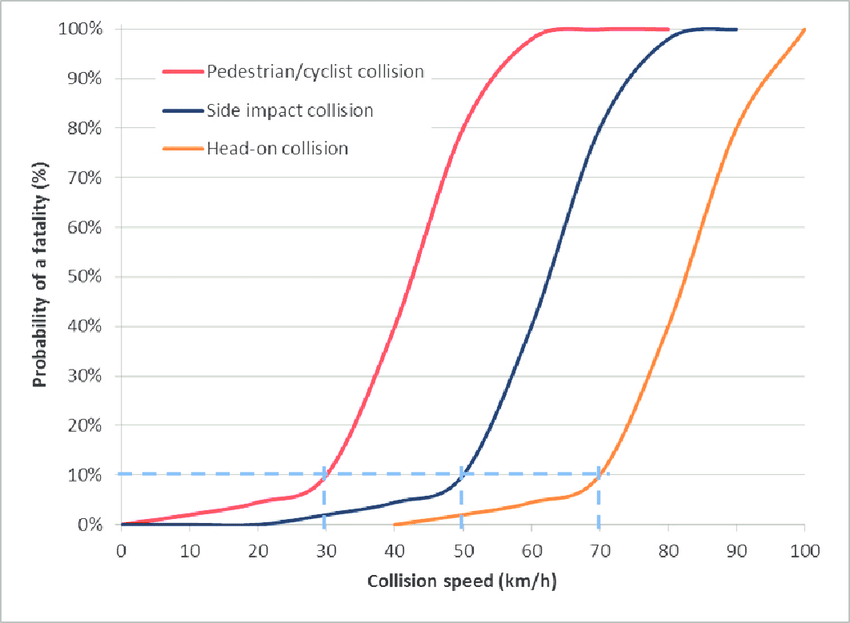 100%
90%
80%
70%
60%
50%
40%
30%
20%
10%
0%
Probability of a fatality (%)
Pedestrian/cyclist collision
Side impact collision
Head-on collision
0 10 20 30 40 50 60 70 80 90 100
Collision speed (km/h)